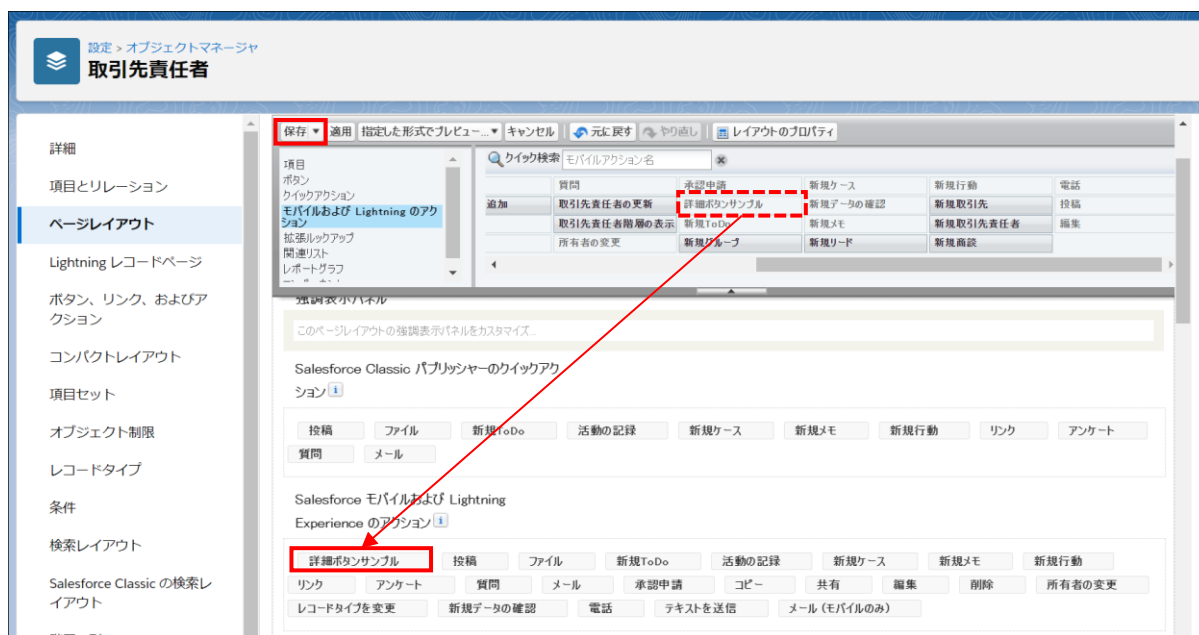 設定 > オブジェクトマネージャ
取引先責任者
詳細
項目とリレーション
ページレイアウト
Lightning レコードページ
ボタン、リンク、およびア
クション
コンパクトレイアウト
項目セット
オブジェクト制限
レコードタイプ
条件
検索レイアウト
Salesforce Classic の検索レ
イアウト
保存 適用 指定した形式でプレビュー... キャンセル 元に戻す やり直し レイアウトのプロパティ
項目
ボタン
クイックアクション
モバイルおよび Lightning のアク
ション
拡張ルックアップ
関連リスト
レポートグラフ
クイック検索 モバイルアクション名
質問 承認申請 新規ケース 新規行動 電話
追加 取引先責任者の更新 詳細ボタンサンプル 新規データの確認 新規取引先 投稿
取引先責任者階層の表示 新規ToDo 新規メモ 新規取引先責任者 編集
所有者の変更 新規グループ 新規リード 新規商談
強調表示パネル
このページレイアウトの強調表示パネルをカスタマイズ...
Salesforce Classic パブリッシャーのクイックアク
ション i
投稿 ファイル 新規ToDo 活動の記録 新規ケース 新規メモ 新規行動 リンク アンケート
質問 メール
Salesforce モバイルおよび Lightning
Experience のアクション i
詳細ボタンサンプル 投稿 ファイル 新規ToDo 活動の記録 新規ケース 新規メモ 新規行動
リンク アンケート 質問 メール 承認申請 コピー 共有 編集 削除 所有者の変更
レコードタイプを変更 新規データの確認 電話 テキストを送信 メール (モバイルのみ)